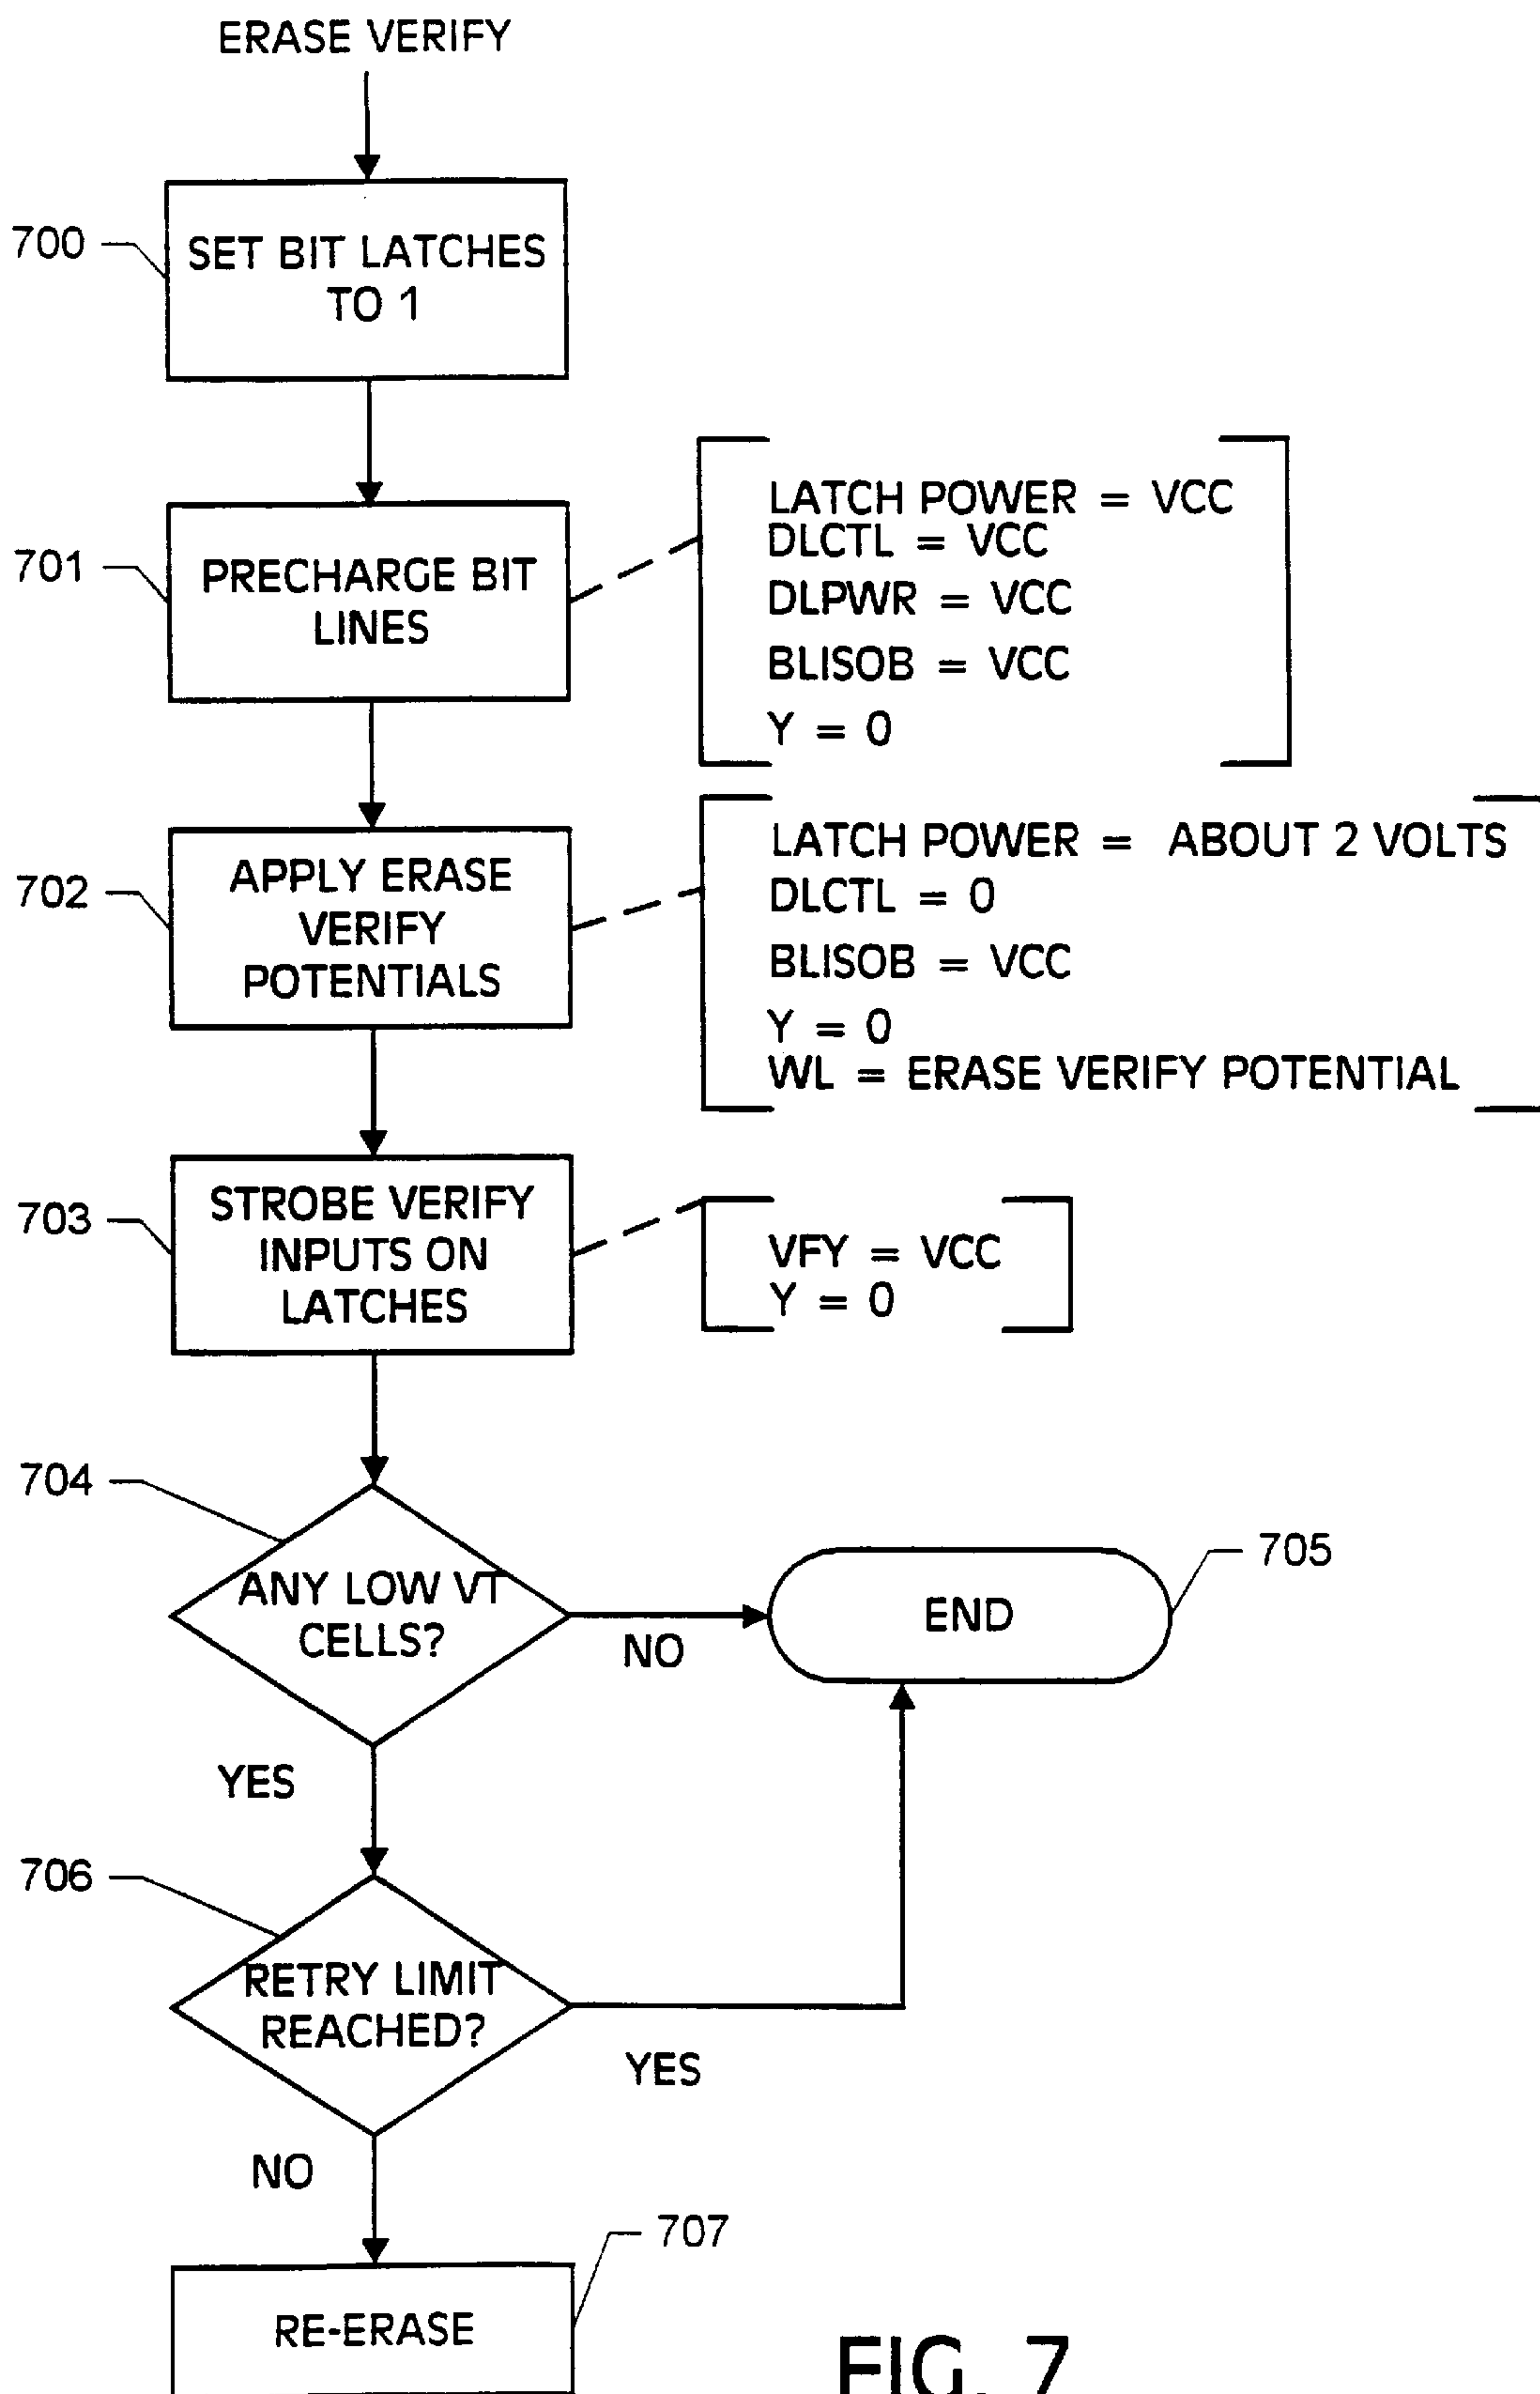 ERASE VERIFY
700
SET BIT LATCHES
TO 1
701
PRECHARGE BIT
LINES
LATCH POWER = VCC
DLCTL = VCC
DLPWR = VCC
BLISOB = VCC
Y = 0
702
APPLY ERASE
VERIFY
POTENTIALS
LATCH POWER = ABOUT 2 VOLTS
DLCTL = 0
BLISOB = VCC
Y = 0
WL = ERASE VERIFY POTENTIAL
703
STROBE VERIFY
INPUTS ON
LATCHES
VFY = VCC
Y = 0
704
ANY LOW VT
CELLS?
NO
END
705
YES
706
RETRY LIMIT
REACHED?
YES
NO
707
RE-ERASE
FIG. 7